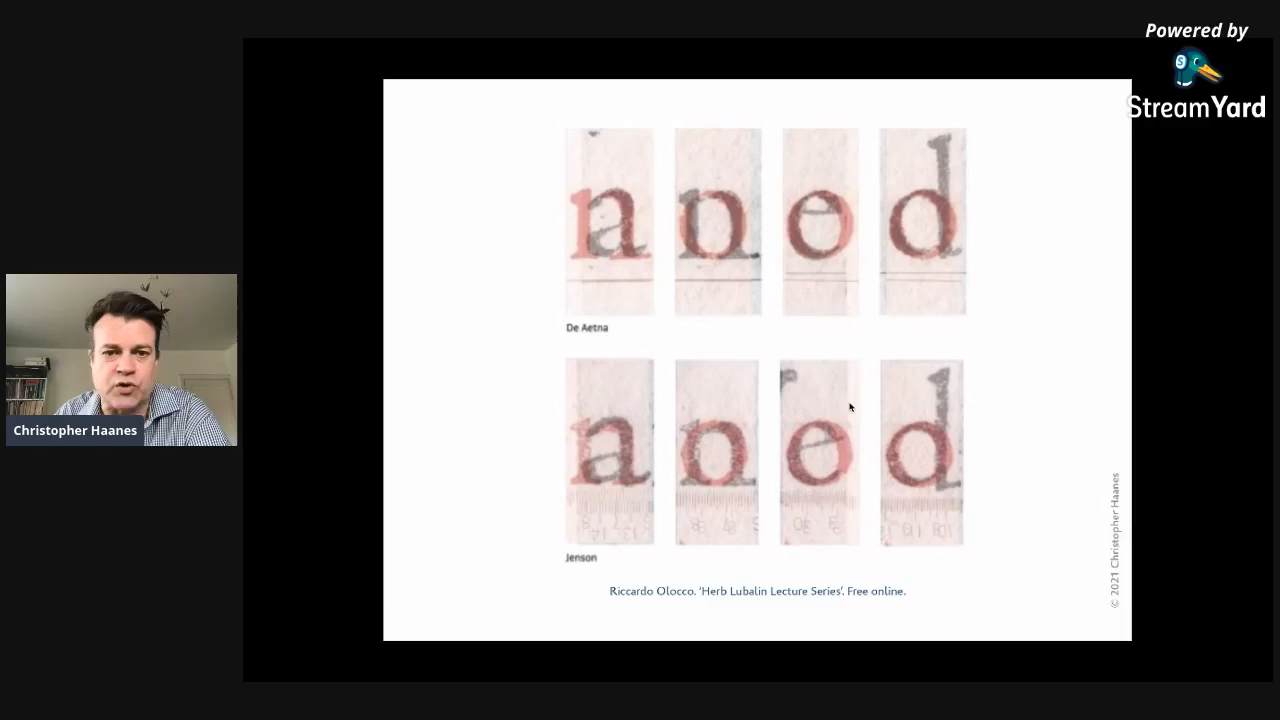 Powered by
StreamYard
De Aetna
Jenson
Riccardo Olocco. ‘Herb Lubalin Lecture Series’. Free online.
© 2021 Christopher Haanes
Christopher Haanes